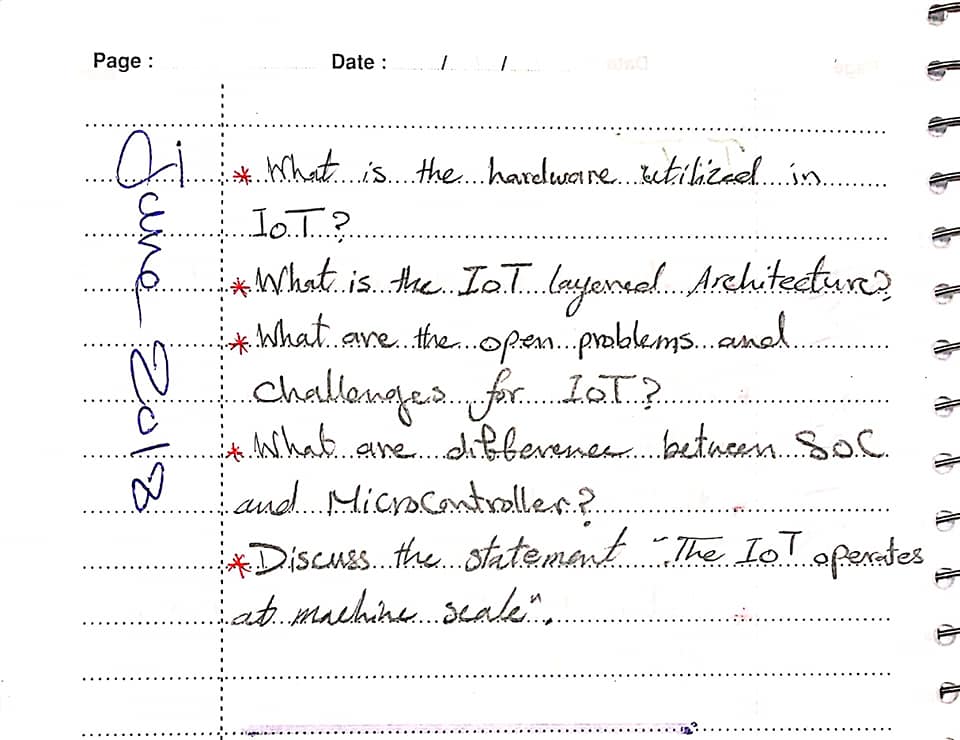 Page :
Date : / /
* What is the hardware utilized in
IoT?
* What is the IoT layered Architecture?
* What are the open problems and
challenges for IoT?
* What are difference between SOC
and MicroController?
* Discuss the statement "The IoT operates
at machine scale".
2018